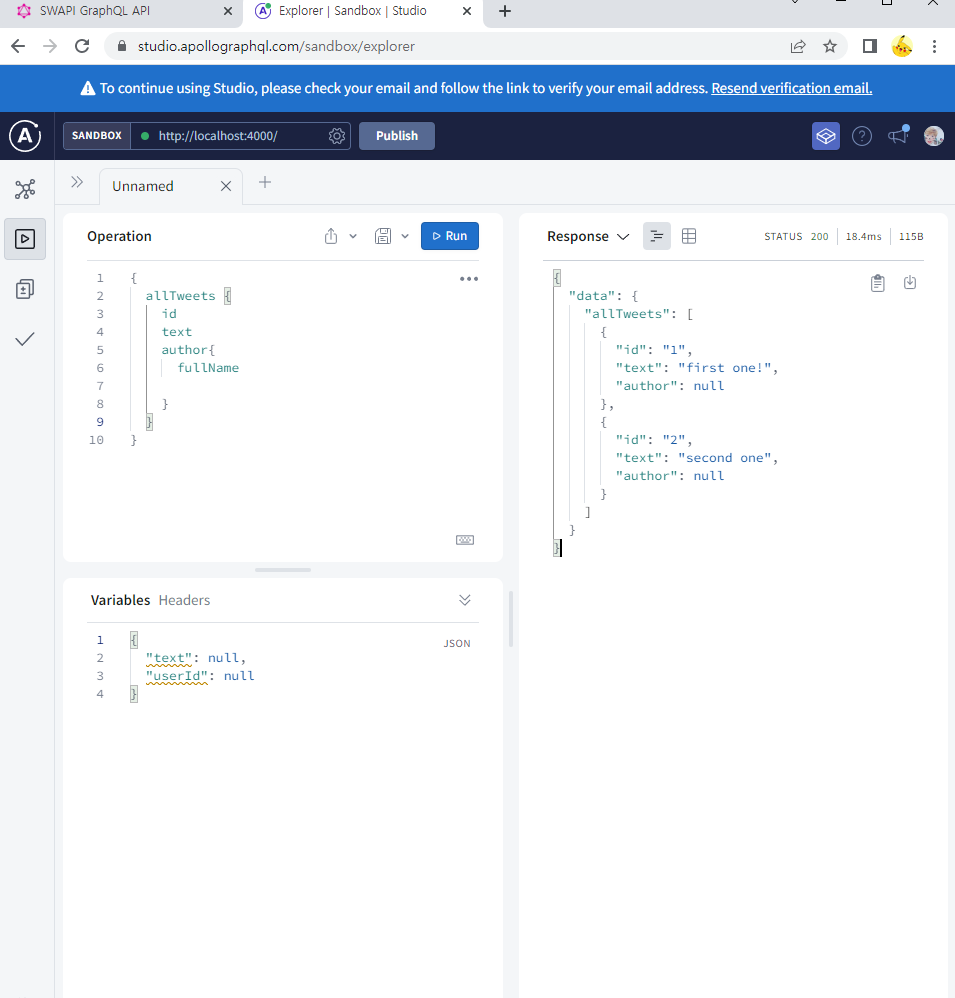 SWAPI GraphQL API
Explorer | Sandbox | Studio
studio.apollographql.com/sandbox/explorer
To continue using Studio, please check your email and follow the link to verify your email address. Resend verification email.
SANDBOX http://localhost:4000/ Publish
Unnamed
Operation
Run
1 {
2 allTweets {
3 id
4 text
5 author{
6 fullName
7
8 }
9 }
10 }
Variables Headers
JSON
1 {
2 "text": null,
3 "userId": null
4 }
Response
STATUS 200 18.4ms 115B
{
"data": {
"allTweets": [
{
"id": "1",
"text": "first one!",
"author": null
},
{
"id": "2",
"text": "second one",
"author": null
}
]
}
}